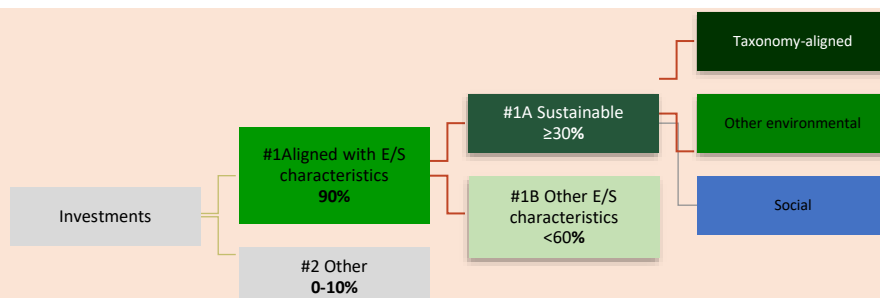 Investments
#1Aligned with E/S
characteristics
90%
#2 Other
0-10%
#1A Sustainable
≥30%
#1B Other E/S
characteristics
<60%
Taxonomy-aligned
Other environmental
Social